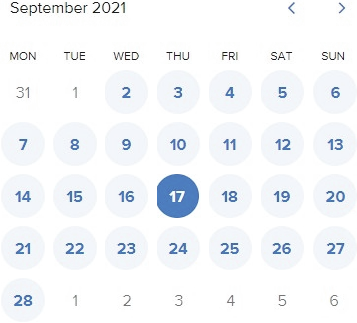 September 2021
MON TUE WED THU FRI SAT SUN
31 1 2 3 4 5 6
7 8 9 10 11 12 13
14 15 16 17 18 19 20
21 22 23 24 25 26 27
28 1 2 3 4 5 6